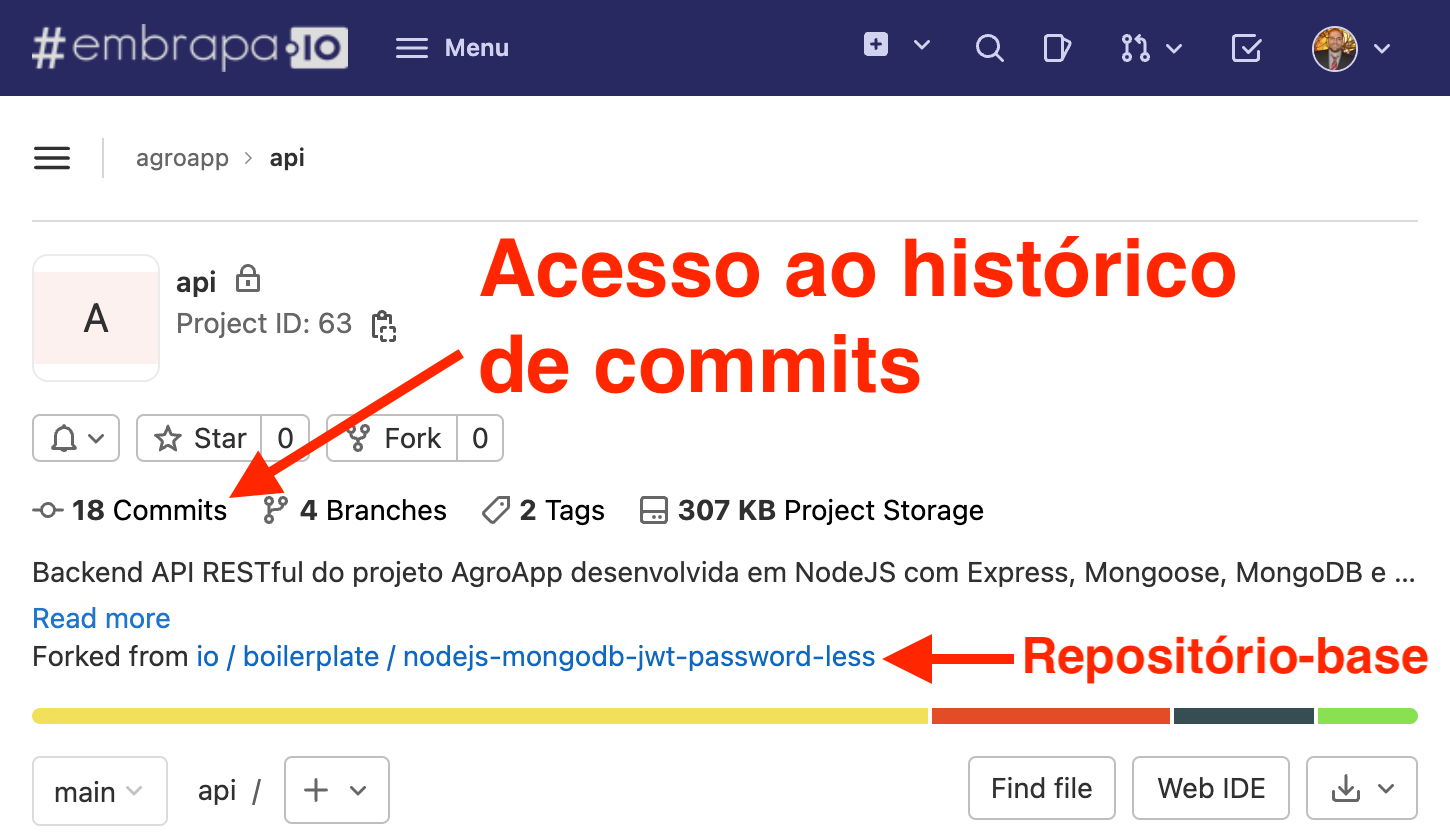 #embrapa.IO
Menu
agroapp > api
Acesso ao histórico
de commits
A
api
Project ID: 63
Star 0
Fork 0
18 Commits 4 Branches 2 Tags 307 KB Project Storage
Backend API RESTful do projeto AgroApp desenvolvida em NodeJS com Express, Mongoose, MongoDB e ...
Read more
Forked from io / boilerplate / nodejs-mongodb-jwt-password-less
Repositório-base
main api / + Find file Web IDE